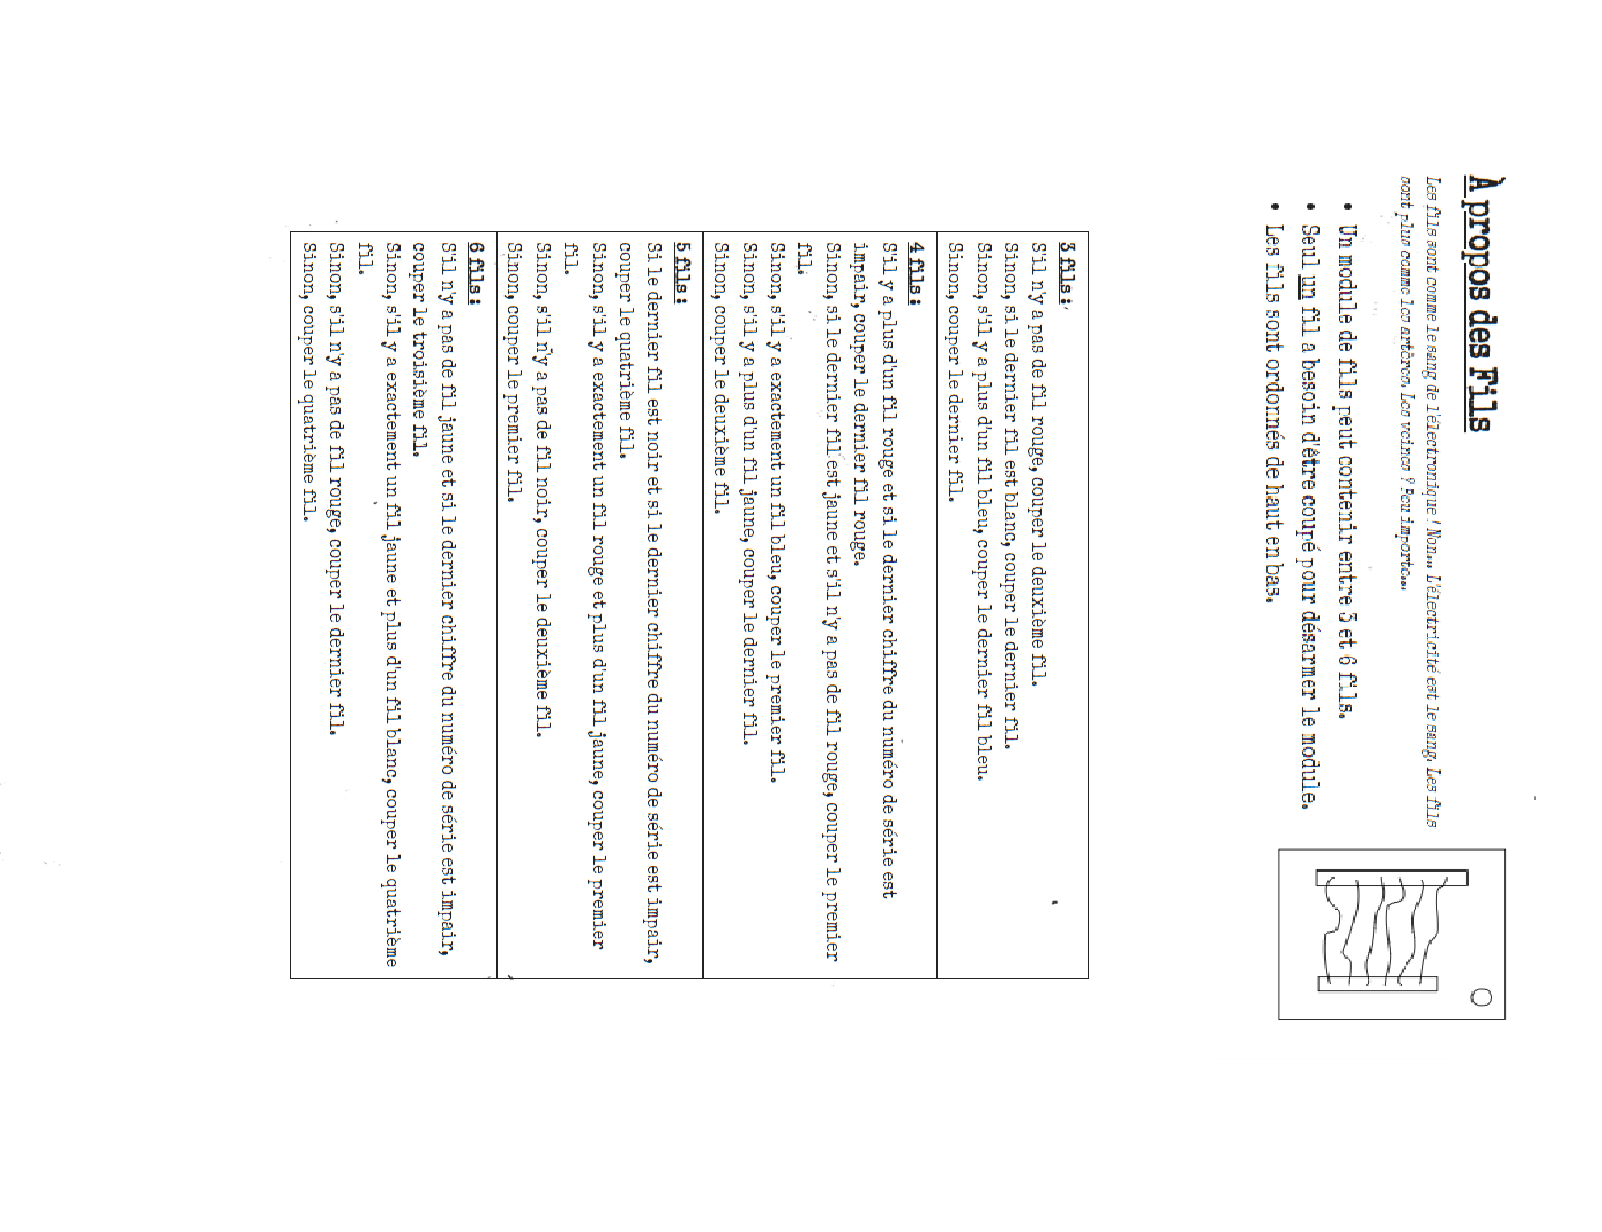 À propos des Fils
Les fils sont comme le sang de l'électronique ! Non... L'électricité est le sang. Les fils
sont plus comme les artères. Les veines ? Peu importe...
• Un module de fils peut contenir entre 3 et 6 fils.
• Seul un fil a besoin d'être coupé pour désarmer le module.
• Les fils sont ordonnés de haut en bas.
3 fils:
S'il n'y a pas de fil rouge, couper le deuxième fil.
Sinon, si le dernier fil est blanc, couper le dernier fil.
Sinon, s'il y a plus d'un fil bleu, couper le dernier fil bleu.
Sinon, couper le dernier fil.
4 fils:
S'il y a plus d'un fil rouge et si le dernier chiffre du numéro de série est
impair, couper le dernier fil rouge.
Sinon, si le dernier fil est jaune et s'il n'y a pas de fil rouge, couper le premier
fil.
Sinon, s'il y a exactement un fil bleu, couper le premier fil.
Sinon, s'il y a plus d'un fil jaune, couper le dernier fil.
Sinon, couper le deuxième fil.
5 fils:
Si le dernier fil est noir et si le dernier chiffre du numéro de série est impair,
couper le quatrième fil.
Sinon, s'il y a exactement un fil rouge et plus d'un fil jaune, couper le premier
fil.
Sinon, s'il n'y a pas de fil noir, couper le deuxième fil.
Sinon, couper le premier fil.
6 fils:
S'il n'y a pas de fil jaune et si le dernier chiffre du numéro de série est impair,
couper le troisième fil.
Sinon, s'il y a exactement un fil jaune et plus d'un fil blanc, couper le quatrième
fil.
Sinon, s'il n'y a pas de fil rouge, couper le dernier fil.
Sinon, couper le quatrième fil.